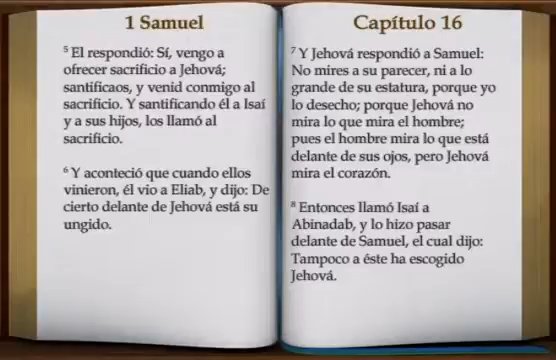 1 Samuel
⁵ El respondió: Sí, vengo a
ofrecer sacrificio a Jehová;
santificaos, y venid conmigo al
sacrificio. Y santificando él a Isaí
y a sus hijos, los llamó al
sacrificio.
⁶ Y aconteció que cuando ellos
vinieron, él vio a Eliab, y dijo: De
cierto delante de Jehová está su
ungido.
Capítulo 16
⁷ Y Jehová respondió a Samuel:
No mires a su parecer, ni a lo
grande de su estatura, porque yo
lo desecho; porque Jehová no
mira lo que mira el hombre;
pues el hombre mira lo que está
delante de sus ojos, pero Jehová
mira el corazón.
⁸ Entonces llamó Isaí a
Abinadab, y lo hizo pasar
delante de Samuel, el cual dijo:
Tampoco a éste ha escogido
Jehová.